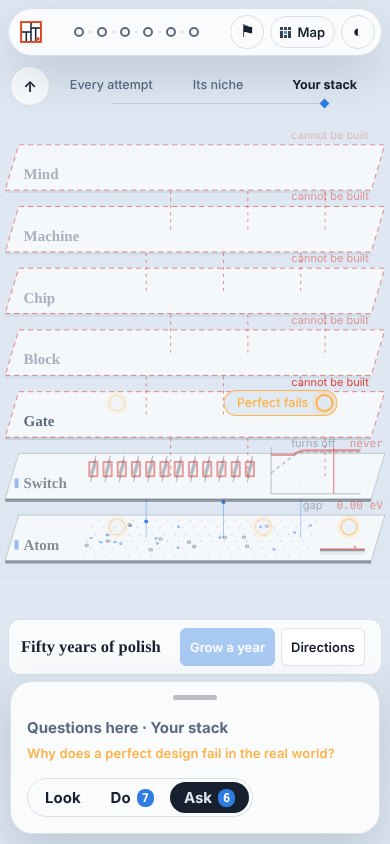 Map
Every attempt
Its niche
Your stack
cannot be built
Mind
cannot be built
Machine
cannot be built
Chip
cannot be built
Block
cannot be built
Perfect fails
Gate
turns off never
Switch
gap 0.00 eV
Atom
Fifty years of polish
Grow a year
Directions
Questions here · Your stack
Why does a perfect design fail in the real world?
Look
Do 7
Ask 6